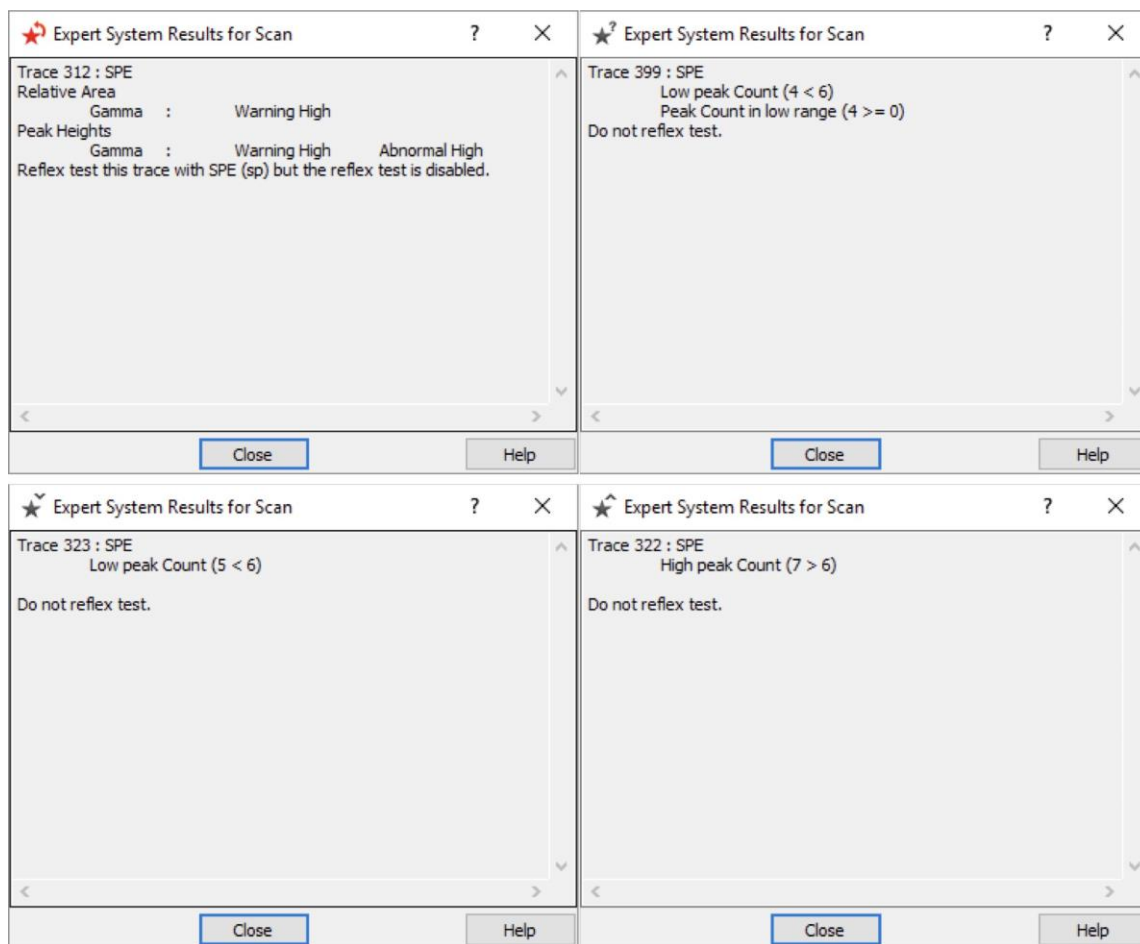 Expert System Results for Scan ? ×
Trace 312 : SPE
Relative Area
Gamma : Warning High
Peak Heights
Gamma : Warning High Abnormal High
Reflex test this trace with SPE (sp) but the reflex test is disabled.
Close Help
Expert System Results for Scan ? ×
Trace 399 : SPE
Low peak Count (4 < 6)
Peak Count in low range (4 >= 0)
Do not reflex test.
Close Help
Expert System Results for Scan ? ×
Trace 323 : SPE
Low peak Count (5 < 6)
Do not reflex test.
Close Help
Expert System Results for Scan ? ×
Trace 322 : SPE
High peak Count (7 > 6)
Do not reflex test.
Close Help